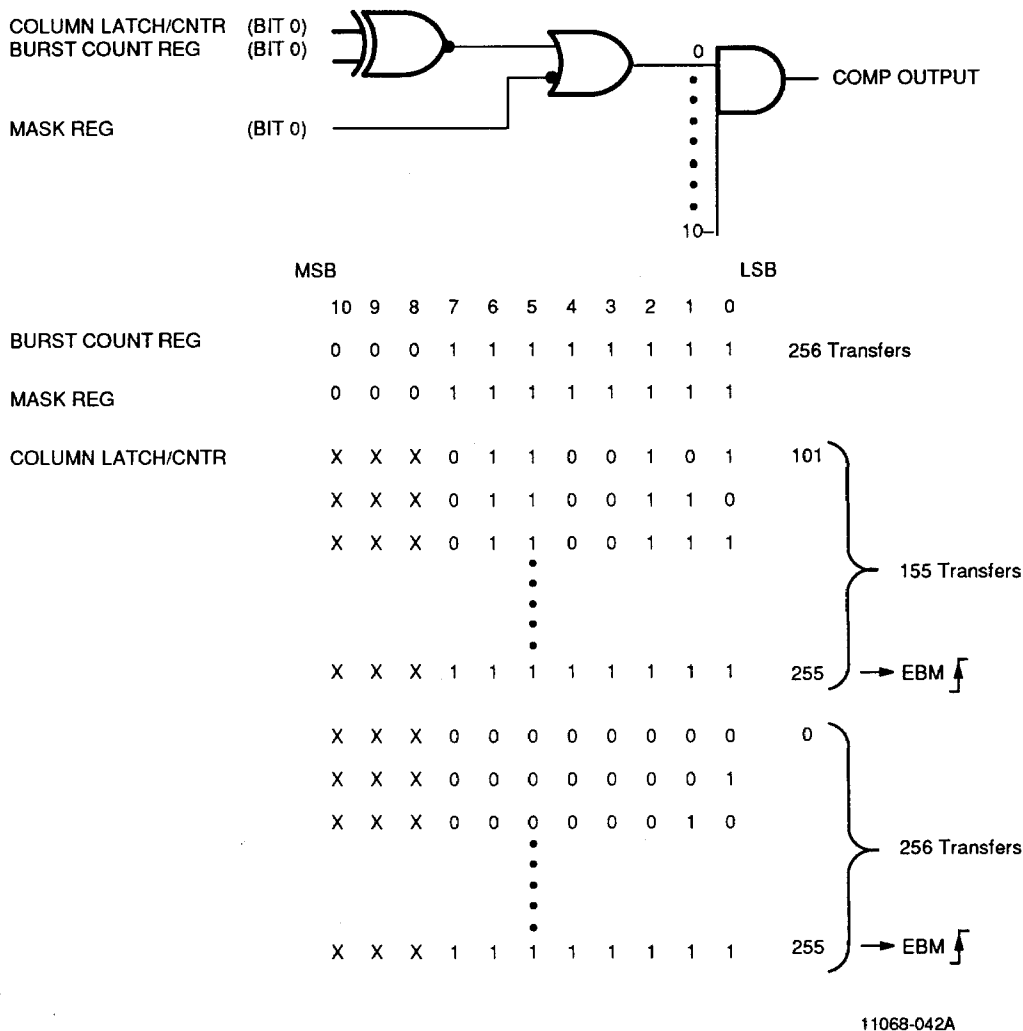 COLUMN LATCH/CNTR (BIT 0)
BURST COUNT REG (BIT 0)
MASK REG (BIT 0)
0
10
COMP OUTPUT
MSB LSB
10 9 8 7 6 5 4 3 2 1 0
BURST COUNT REG 0 0 0 1 1 1 1 1 1 1 1 256 Transfers
MASK REG 0 0 0 1 1 1 1 1 1 1 1
COLUMN LATCH/CNTR X X X 0 1 1 0 0 1 0 1 101
X X X 0 1 1 0 0 1 1 0
X X X 0 1 1 0 0 1 1 1
155 Transfers
X X X 1 1 1 1 1 1 1 1 255 EBM
X X X 0 0 0 0 0 0 0 0 0
X X X 0 0 0 0 0 0 0 1
X X X 0 0 0 0 0 0 1 0
256 Transfers
X X X 1 1 1 1 1 1 1 1 255 EBM
11068-042A